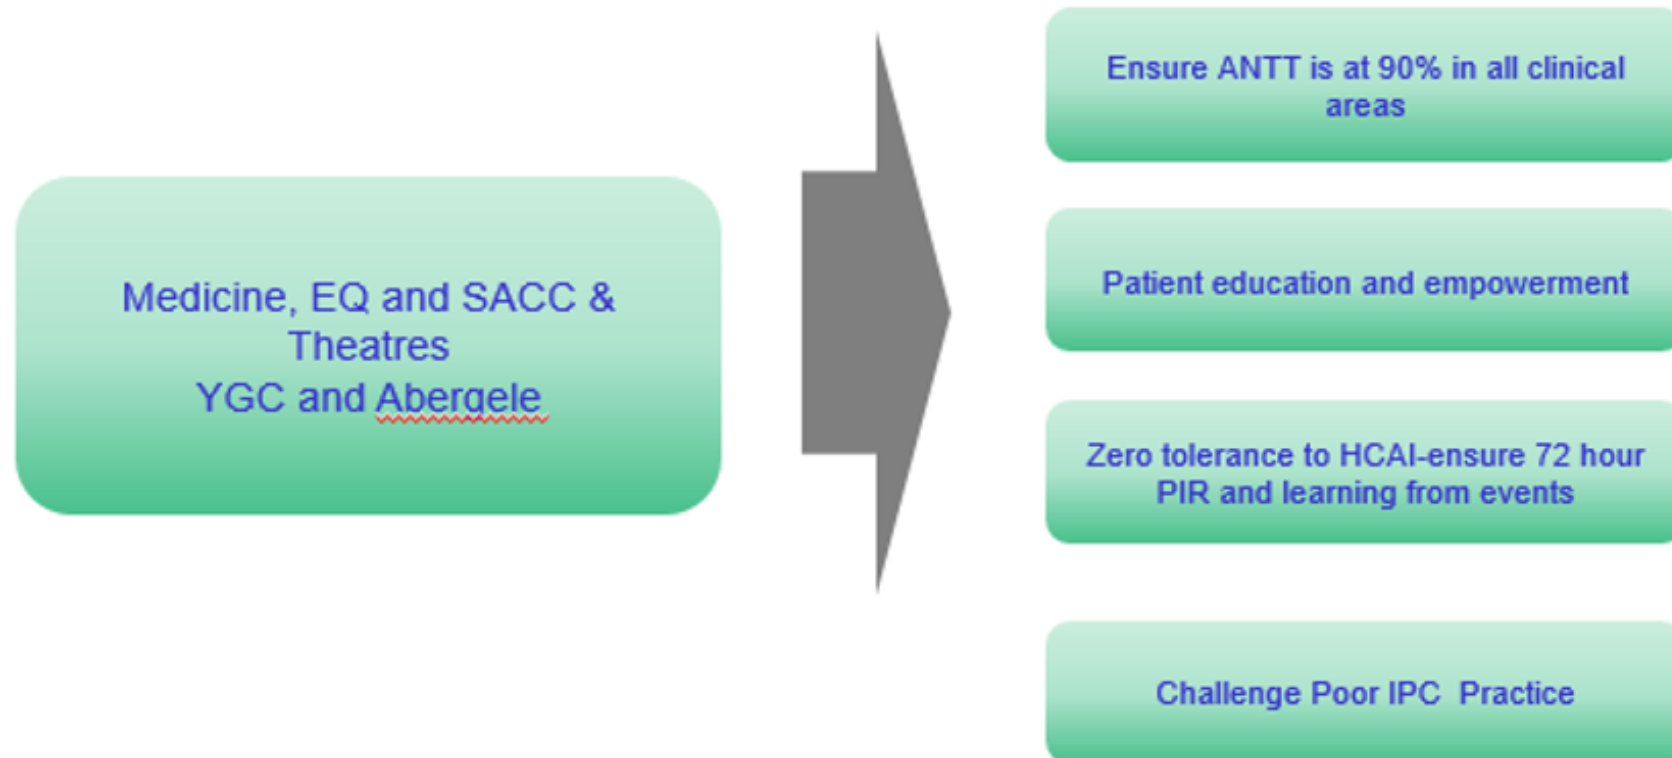 Medicine, EQ and SACC &
Theatres
YGC and Abergele
Ensure ANTT is at 90% in all clinical
areas
Patient education and empowerment
Zero tolerance to HCAI-ensure 72 hour
PIR and learning from events
Challenge Poor IPC  Practice